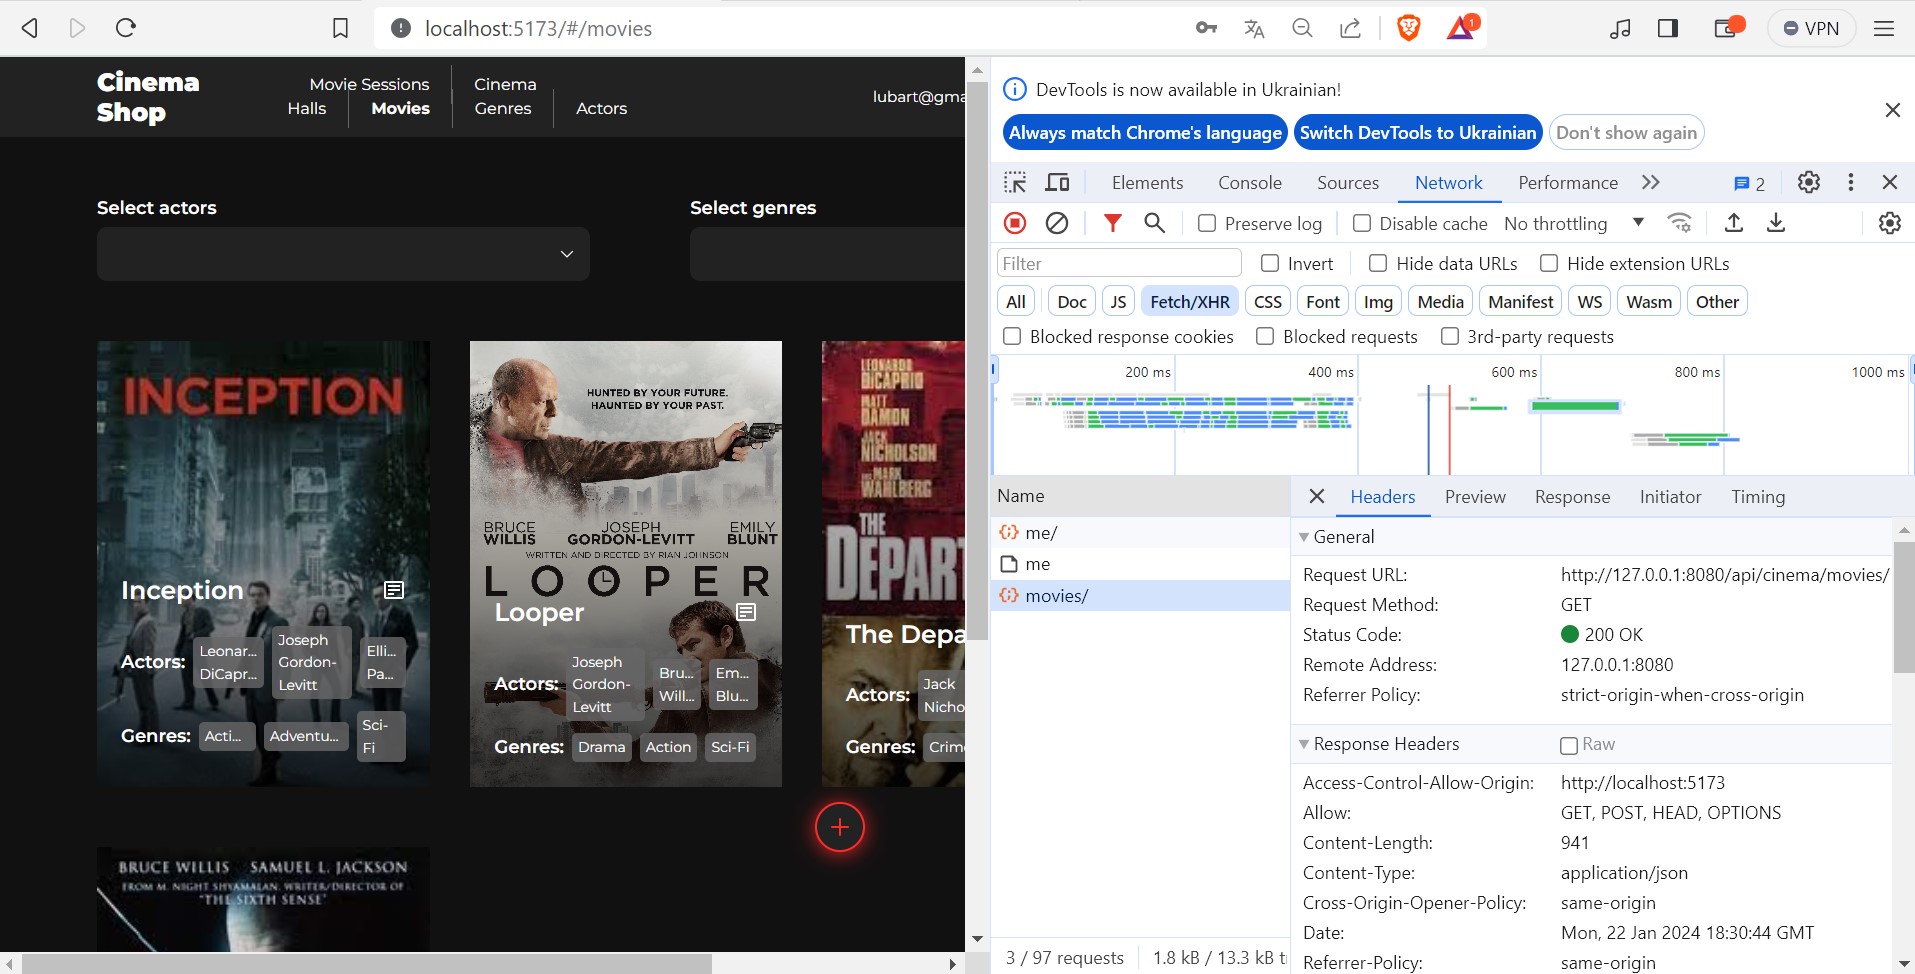 localhost:5173/#/movies
1
VPN
Cinema
Shop
Movie Sessions
Cinema
Halls
Movies
Genres
Actors
lubart@gma
Select actors
Select genres
INCEPTION
Inception
Actors:
Leonar...
DiCapr...
Joseph
Gordon-
Levitt
Elli...
Pa...
Genres:
Acti...
Adventu...
Sci-
Fi
HUNTED BY YOUR FUTURE.
HAUNTED BY YOUR PAST.
BRUCE
WILLIS
JOSEPH
GORDON-LEVITT
EMILY
BLUNT
WRITTEN AND DIRECTED BY RIAN JOHNSON
LOOPER
Looper
Actors:
Joseph
Gordon-
Levitt
Bru...
Will...
Em...
Blu...
Genres:
Drama
Action
Sci-Fi
LEONARDO
DICAPRIO
MATT
DAMON
JACK
NICHOLSON
AND MARK
WAHLBERG
THE
DEPART
The Depa
Actors:
Jack
Nicho
Genres:
Crim
BRUCE WILLIS SAMUEL L. JACKSON
FROM M. NIGHT SHYAMALAN, WRITER/DIRECTOR OF
"THE SIXTH SENSE"
DevTools is now available in Ukrainian!
Always match Chrome's language
Switch DevTools to Ukrainian
Don't show again
Elements
Console
Sources
Network
Performance
2
Preserve log
Disable cache
No throttling
Filter
Invert
Hide data URLs
Hide extension URLs
All
Doc
JS
Fetch/XHR
CSS
Font
Img
Media
Manifest
WS
Wasm
Other
Blocked response cookies
Blocked requests
3rd-party requests
200 ms
400 ms
600 ms
800 ms
1000 ms
Name
me/
me
movies/
3 / 97 requests
1.8 kB / 13.3 kB t
Headers
Preview
Response
Initiator
Timing
General
Request URL: http://127.0.0.1:8080/api/cinema/movies/
Request Method: GET
Status Code: 200 OK
Remote Address: 127.0.0.1:8080
Referrer Policy: strict-origin-when-cross-origin
Response Headers
Raw
Access-Control-Allow-Origin: http://localhost:5173
Allow: GET, POST, HEAD, OPTIONS
Content-Length: 941
Content-Type: application/json
Cross-Origin-Opener-Policy: same-origin
Date: Mon, 22 Jan 2024 18:30:44 GMT
Referrer-Policy: same-origin